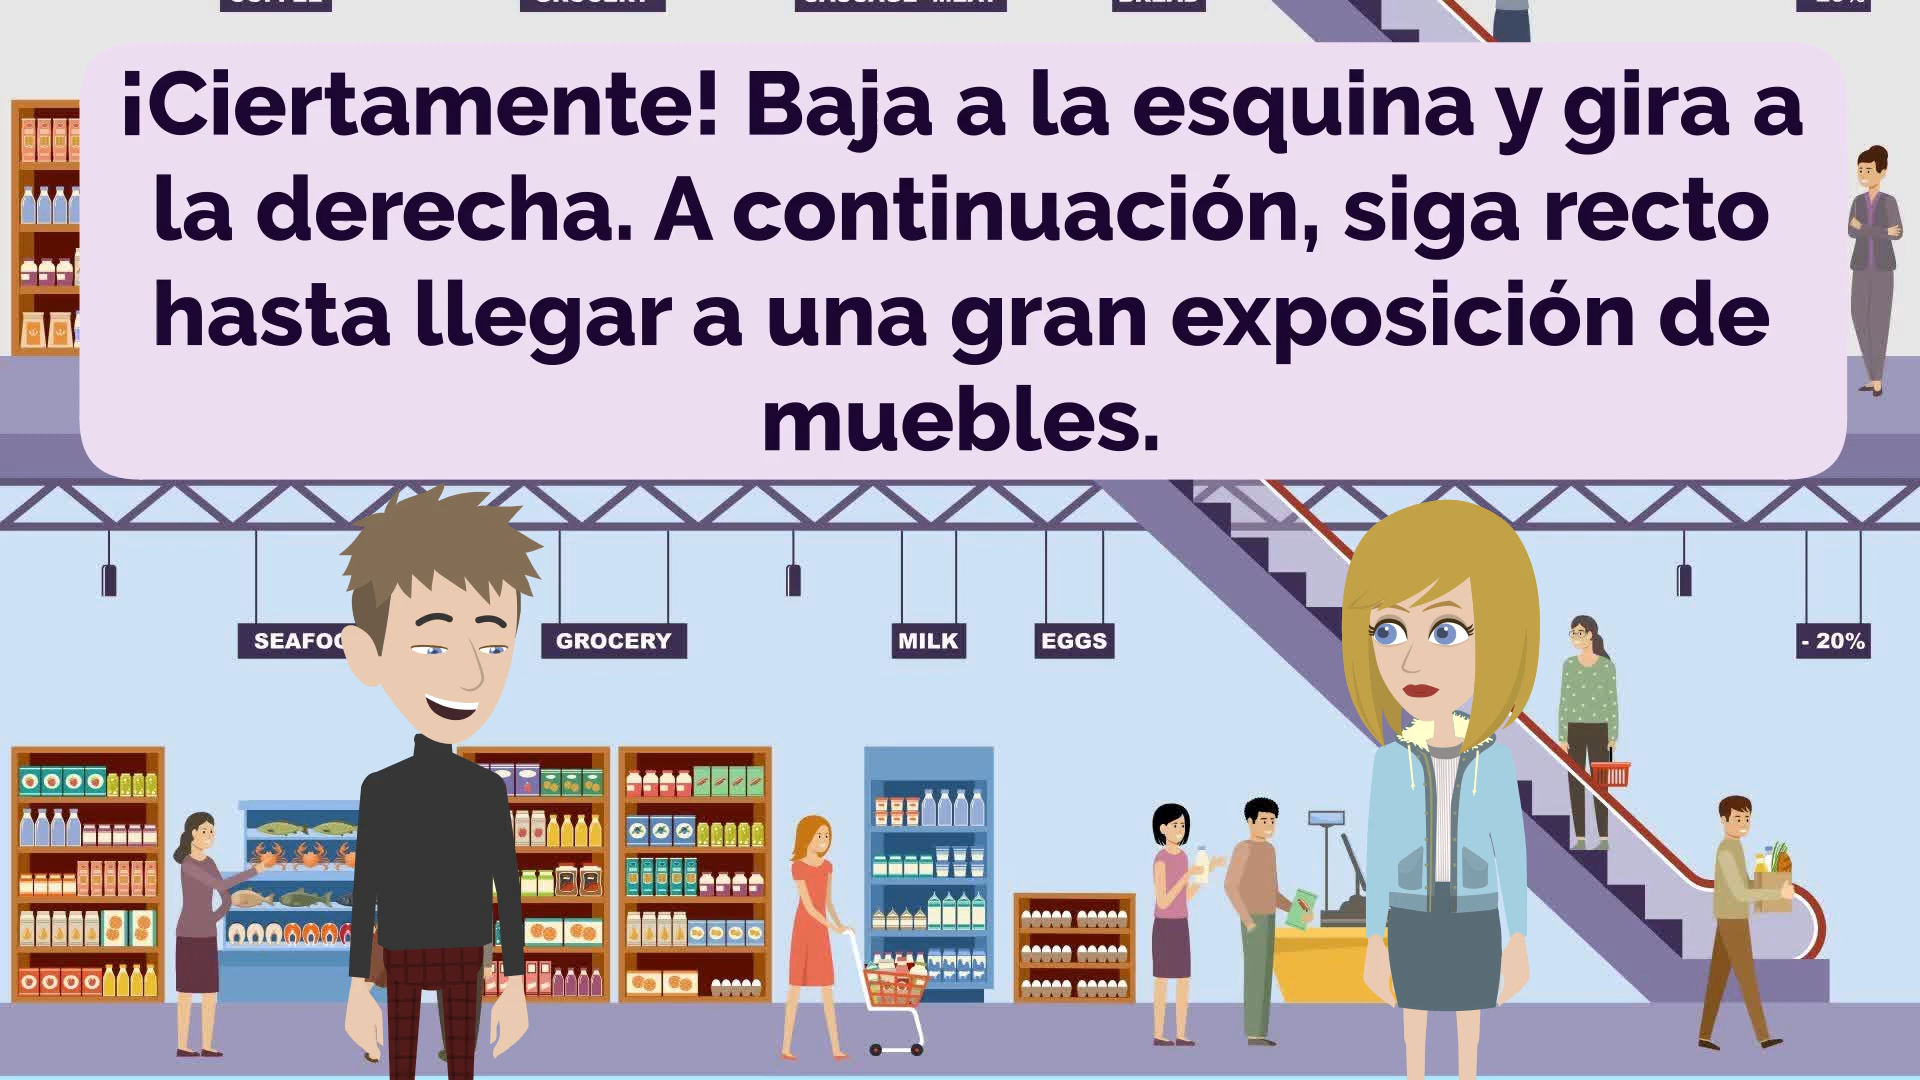 ¡Ciertamente! Baja a la esquina y gira a
la derecha. A continuación, siga recto
hasta llegar a una gran exposición de
muebles.
GROCERY
MILK
EGGS
- 20%